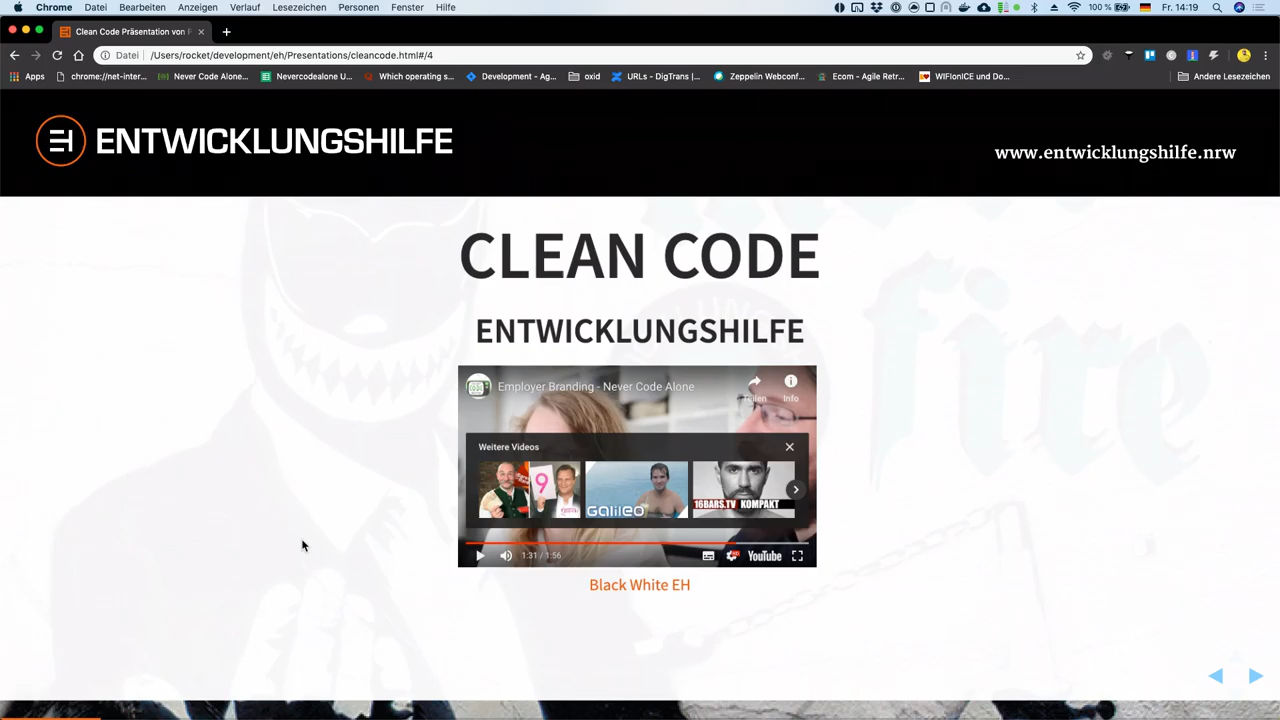 Chrome Datei Bearbeiten Anzeigen Verlauf Lesezeichen Personen Fenster Hilfe 100 % Fr. 14:19
Clean Code Präsentation von
Datei /Users/rocket/development/eh/Presentations/cleancode.html#/4
Apps chrome://net-inter... Never Code Alone... Nevercodealone U... Which operating s... Development - Ag... oxid URLs - DigTrans |... Zeppelin Webconf... Ecom - Agile Retr... WIFIonICE und Do... Andere Lesezeichen
EH ENTWICKLUNGSHILFE
www.entwicklungshilfe.nrw
fire
CLEAN CODE
ENTWICKLUNGSHILFE
Employer Branding - Never Code Alone
Teilen Info
Weitere Videos
9
GALILEO
16BARS.TV KOMPAKT
1:31 / 1:56 HD YouTube
Black White EH